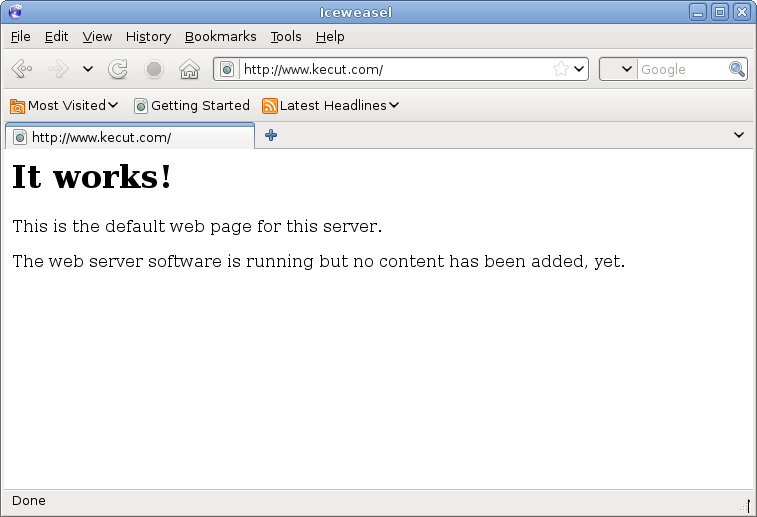 Iceweasel
File Edit View History Bookmarks Tools Help
http://www.kecut.com/ Google
Most Visited Getting Started Latest Headlines
http://www.kecut.com/
It works!
This is the default web page for this server.
The web server software is running but no content has been added, yet.
Done